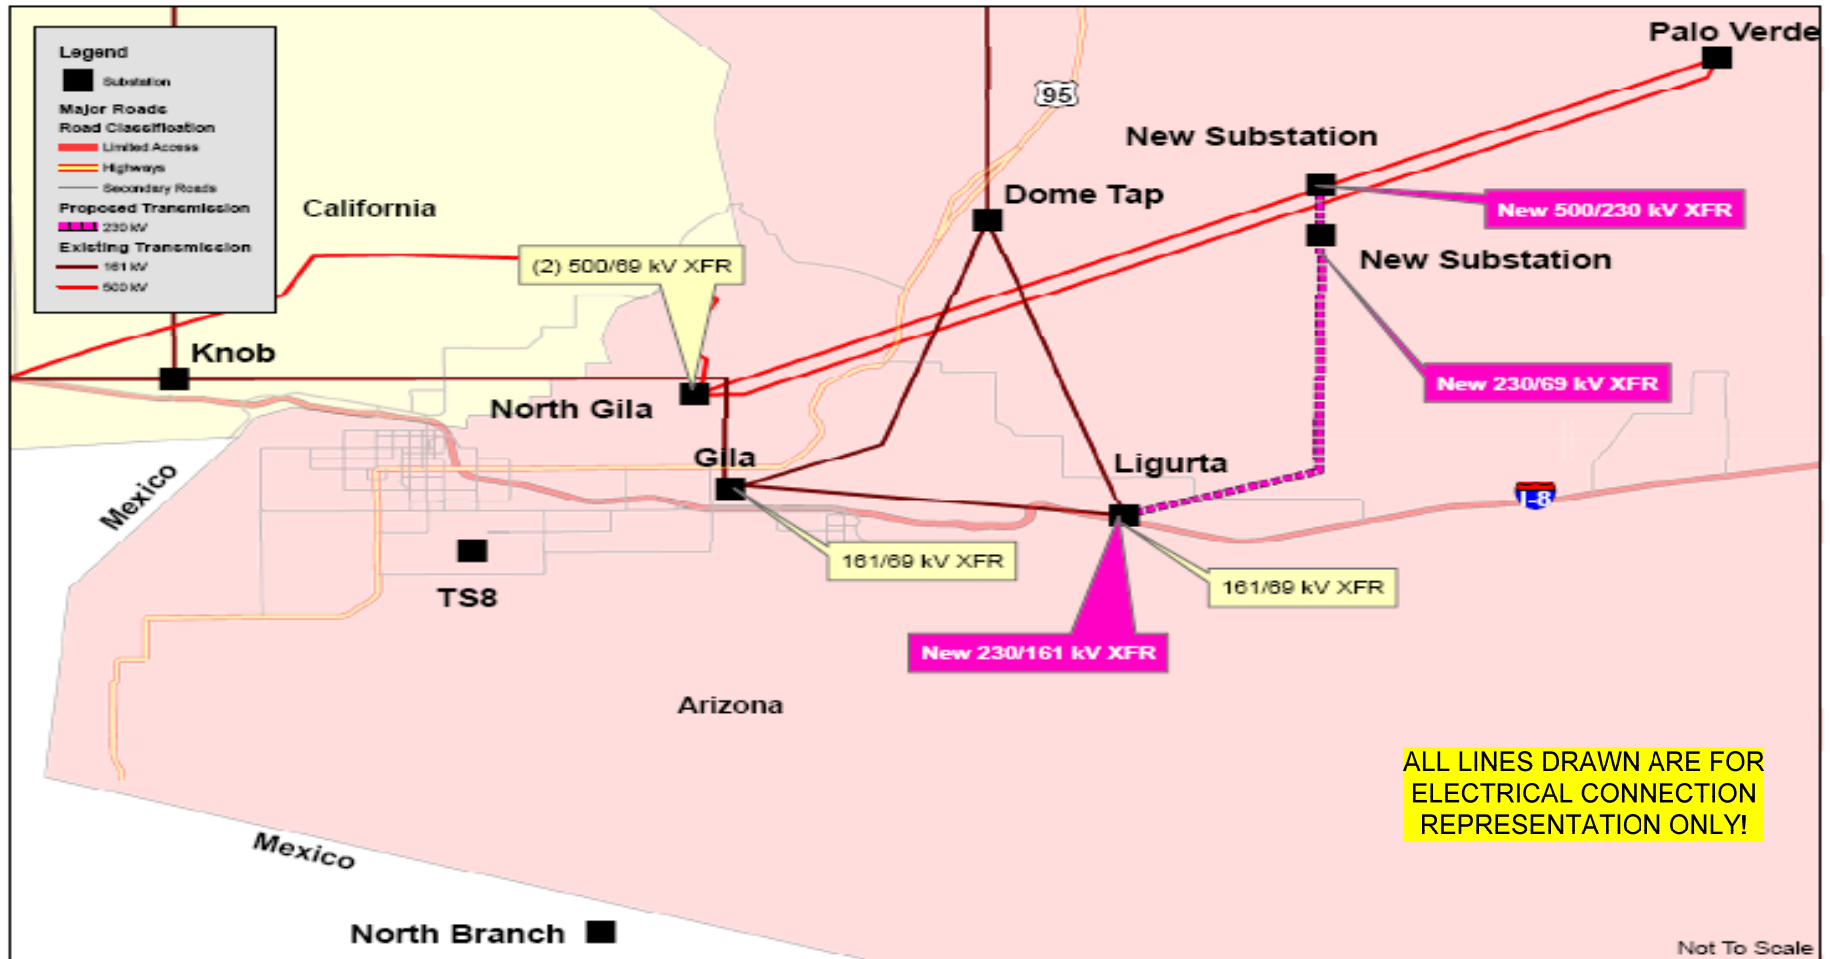 Legend
Substation
Major Roads
Road Classification
Limited Access
Highways
Secondary Roads
Proposed Transmission
230 kV
Existing Transmission
161 kV
500 kV
Palo Verde
95
New Substation
Dome Tap
California
New 500/230 kV XFR
(2) 500/69 kV XFR
New Substation
Knob
New 230/69 kV XFR
North Gila
Gila
Ligurta
Mexico
I-8
161/69 kV XFR
161/69 kV XFR
TS8
New 230/161 kV XFR
Arizona
ALL LINES DRAWN ARE FOR
ELECTRICAL CONNECTION
REPRESENTATION ONLY!
Mexico
North Branch
Not To Scale